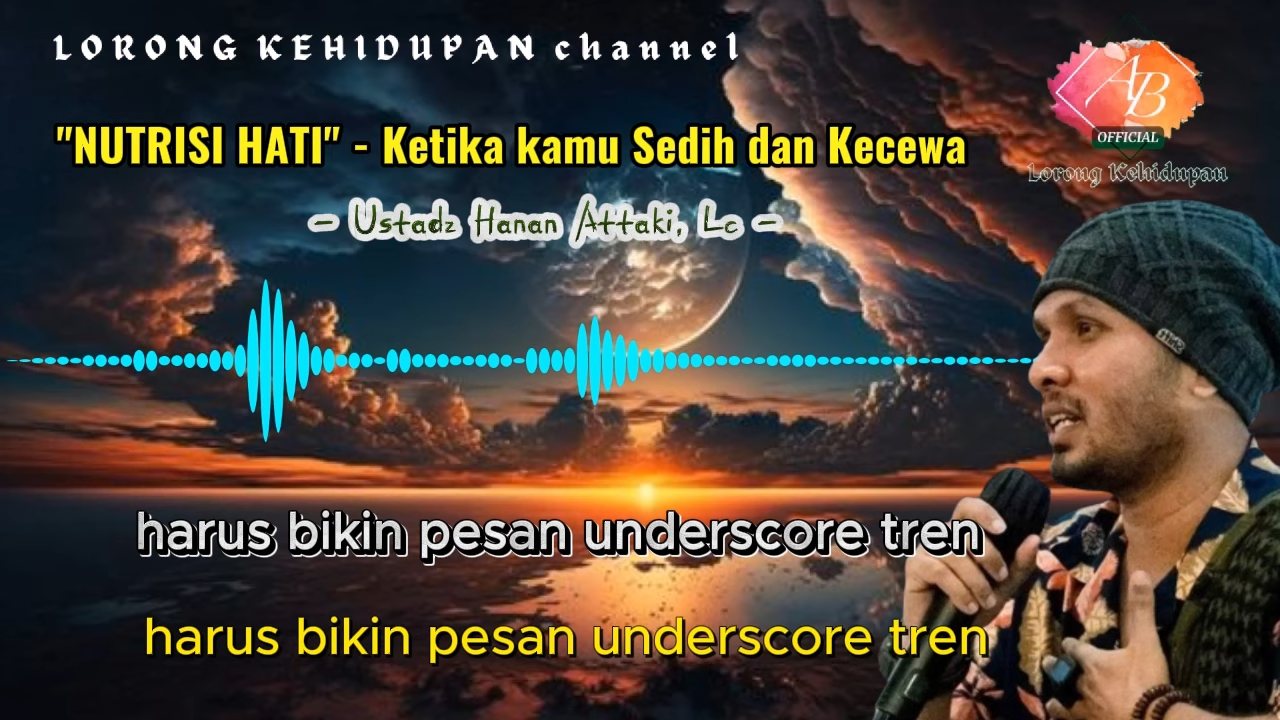 LORONG KEHIDUPAN channel
AB
OFFICIAL
Lorong Kehidupan
"NUTRISI HATI" - Ketika kamu Sedih dan Kecewa
- Ustadz Hanan Attaki, Lc -
harus bikin pesan underscore tren
harus bikin pesan underscore tren